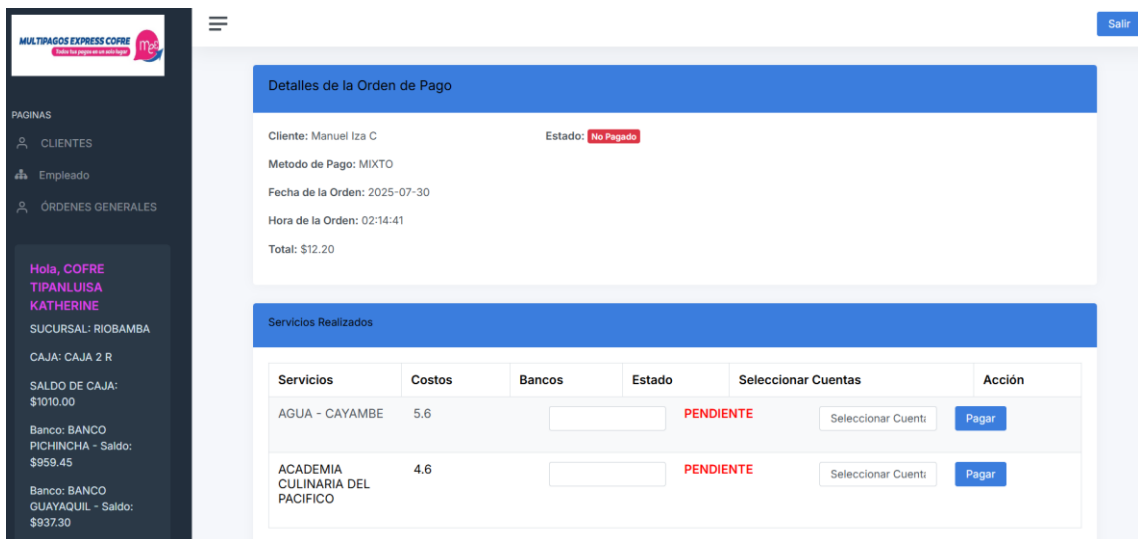 MULTIPAGOS EXPRESS COFRE
Todos tus pagos en un solo lugar
Salir
PAGINAS
CLIENTES
Empleado
ÓRDENES GENERALES
Hola, COFRE
TIPANLUISA
KATHERINE
SUCURSAL: RIOBAMBA
CAJA: CAJA 2 R
SALDO DE CAJA:
$1010.00
Banco: BANCO
PICHINCHA - Saldo:
$959.45
Banco: BANCO
GUAYAQUIL - Saldo:
$937.30
Detalles de la Orden de Pago
Cliente: Manuel Iza C
Estado: No Pagado
Metodo de Pago: MIXTO
Fecha de la Orden: 2025-07-30
Hora de la Orden: 02:14:41
Total: $12.20
Servicios Realizados
Servicios Costos Bancos Estado Seleccionar Cuentas Acción
AGUA - CAYAMBE 5.6 PENDIENTE Seleccionar Cuenta Pagar
ACADEMIA 4.6 PENDIENTE Seleccionar Cuenta Pagar
CULINARIA DEL
PACIFICO